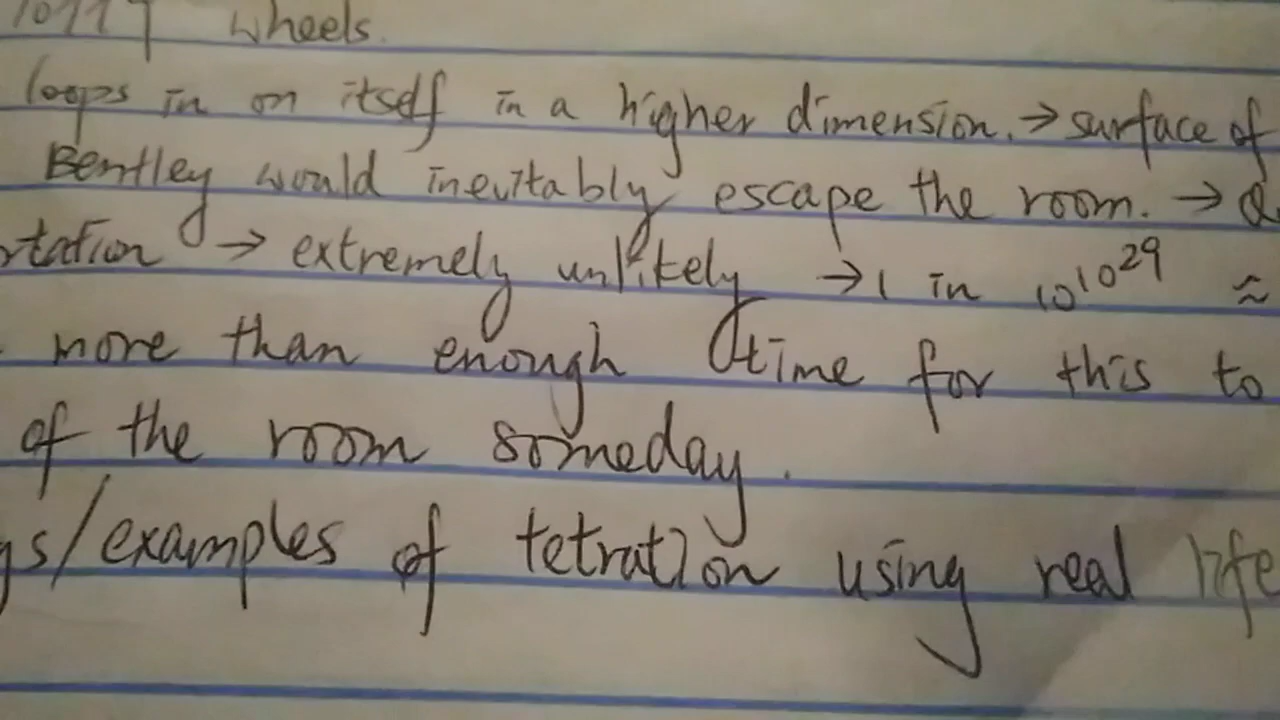 wheels.
loops in on itself in a higher dimension. → surface of
Bentley would inevitably escape the room. →
→ extremely unlikely → 1 in 10^10^29 ≈
more than enough time for this to
of the room someday.
/examples of tetration using real life